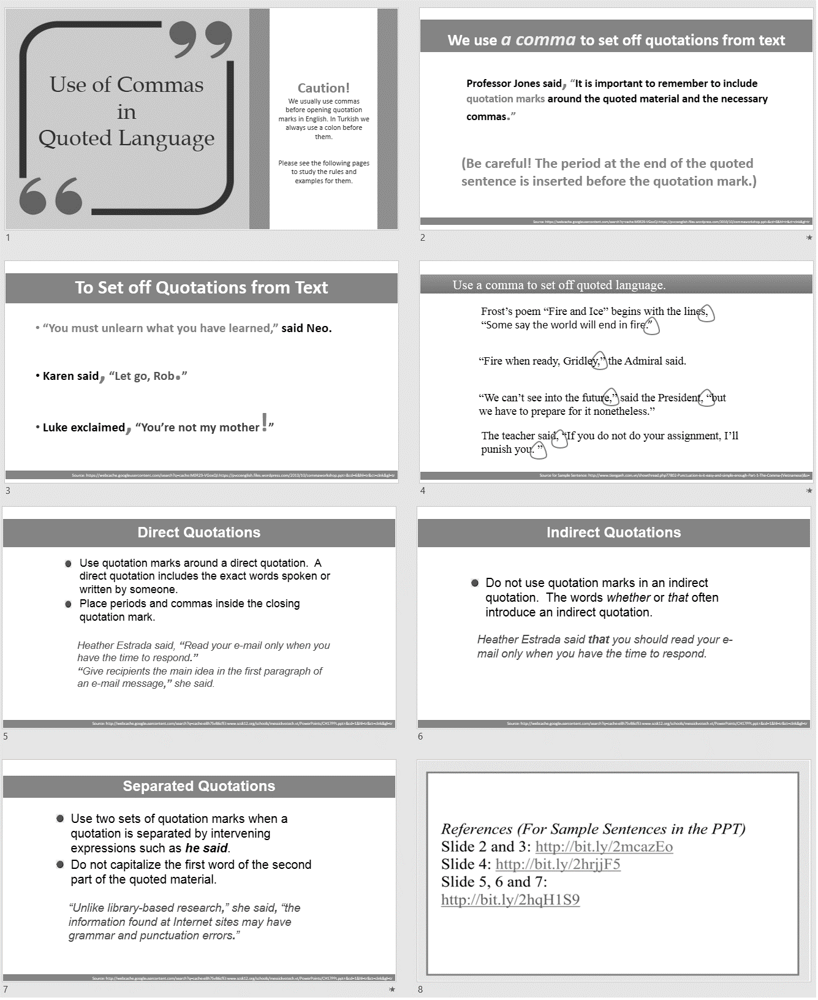 Use of Commas
in
Quoted Language
Caution!
We usually use commas
before opening quotation
marks in English. In Turkish we
always use a colon before
them.
Please see the following pages
to study the rules and
examples for them.
1
We use a comma to set off quotations from text
Professor Jones said, “It is important to remember to include
quotation marks around the quoted material and the necessary
commas.”
(Be careful! The period at the end of the quoted
sentence is inserted before the quotation mark.)
Source: https://webcache.googleusercontent.com/search?q=cache:M0R29-VGoxQJ:https://pvccenglish.files.wordpress.com/2010/10/commaworkshop.ppt+&cd=6&hl=tr&ct=clnk&gl=tr
2
To Set off Quotations from Text
• “You must unlearn what you have learned,” said Neo.
• Karen said, “Let go, Rob.”
• Luke exclaimed, “You’re not my mother!”
Source: https://webcache.googleusercontent.com/search?q=cache:M0R29-VGoxQJ:https://pvccenglish.files.wordpress.com/2010/10/commaworkshop.ppt+&cd=6&hl=tr&ct=clnk&gl=tr
3
Use a comma to set off quoted language.
Frost’s poem “Fire and Ice” begins with the lines,
“Some say the world will end in fire.”
“Fire when ready, Gridley,” the Admiral said.
“We can’t see into the future,” said the President, “but
we have to prepare for it nonetheless.”
The teacher said, “If you do not do your assignment, I’ll
punish you. ”
Source for Sample Sentence: http://www.tienganh.com.vn/showthread.php?7802-Punctuation-is-it-easy-and-simple-enough-Part-1-The-Comma-(Vietnamese)&s=
4
Direct Quotations
Use quotation marks around a direct quotation. A
direct quotation includes the exact words spoken or
written by someone.
Place periods and commas inside the closing
quotation mark.
Heather Estrada said, “Read your e-mail only when you
have the time to respond.”
“Give recipients the main idea in the first paragraph of
an e-mail message,” she said.
Source: http://webcache.googleusercontent.com/search?q=cache:e8h7SvB6cfEJ:www.scsk12.org/schools/messickvotech.vt/PowerPoints/CH17PPt.ppt+&cd=1&hl=tr&ct=clnk&gl=tr
5
Indirect Quotations
Do not use quotation marks in an indirect
quotation. The words whether or that often
introduce an indirect quotation.
Heather Estrada said that you should read your e-
mail only when you have the time to respond.
Source: http://webcache.googleusercontent.com/search?q=cache:e8h7SvB6cfEJ:www.scsk12.org/schools/messickvotech.vt/PowerPoints/CH17PPt.ppt+&cd=1&hl=tr&ct=clnk&gl=tr
6
Separated Quotations
Use two sets of quotation marks when a
quotation is separated by intervening
expressions such as he said.
Do not capitalize the first word of the second
part of the quoted material.
“Unlike library-based research,” she said, “the
information found at Internet sites may have
grammar and punctuation errors.”
Source: http://webcache.googleusercontent.com/search?q=cache:e8h7SvB6cfEJ:www.scsk12.org/schools/messickvotech.vt/PowerPoints/CH17PPt.ppt+&cd=1&hl=tr&ct=clnk&gl=tr
7
References (For Sample Sentences in the PPT)
Slide 2 and 3: http://bit.ly/2mcazEo
Slide 4: http://bit.ly/2hrjjF5
Slide 5, 6 and 7:
http://bit.ly/2hqH1S9
8